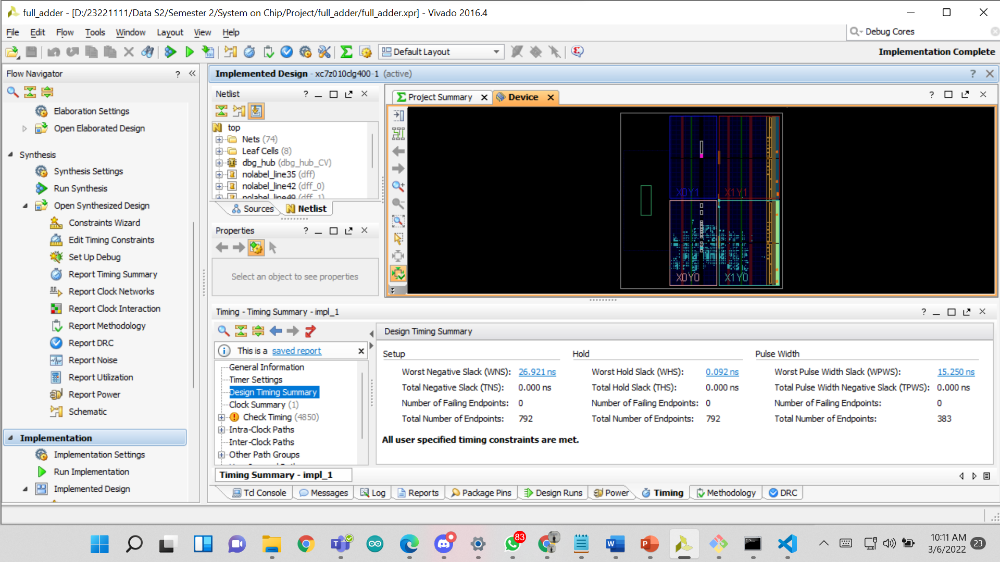 full_adder - [D:/23221111/Data S2/Semester 2/System on Chip/Project/full_adder/full_adder.xpr] - Vivado 2016.4
File Edit Flow Tools Window Layout View Help
Debug Cores
Default Layout
Implementation Complete
Flow Navigator
Elaboration Settings
Open Elaborated Design
Synthesis
Synthesis Settings
Run Synthesis
Open Synthesized Design
Constraints Wizard
Edit Timing Constraints
Set Up Debug
Report Timing Summary
Report Clock Networks
Report Clock Interaction
Report Methodology
Report DRC
Report Noise
Report Utilization
Report Power
Schematic
Implementation
Implementation Settings
Run Implementation
Implemented Design
Implemented Design - xc7z010clg400-1 (active)
Netlist
top
Nets (74)
Leaf Cells (8)
dbg_hub (dbg_hub_CV)
nolabel_line35 (dff)
nolabel_line42 (dff_0)
nolabel_line49 (dff_1)
Sources Netlist
Properties
Select an object to see properties
Project Summary Device
X0Y1 X1Y1
X0Y0 X1Y0
Timing - Timing Summary - impl_1
This is a saved report
General Information
Timer Settings
Design Timing Summary
Clock Summary (1)
Check Timing (4850)
Intra-Clock Paths
Inter-Clock Paths
Other Path Groups
Design Timing Summary
Setup Hold Pulse Width
Worst Negative Slack (WNS): 26.921 ns Worst Hold Slack (WHS): 0.092 ns Worst Pulse Width Slack (WPWS): 15.250 ns
Total Negative Slack (TNS): 0.000 ns Total Hold Slack (THS): 0.000 ns Total Pulse Width Negative Slack (TPWS): 0.000 ns
Number of Failing Endpoints: 0 Number of Failing Endpoints: 0 Number of Failing Endpoints: 0
Total Number of Endpoints: 792 Total Number of Endpoints: 792 Total Number of Endpoints: 383
All user specified timing constraints are met.
Timing Summary - impl_1
Tcl Console Messages Log Reports Package Pins Design Runs Power Timing Methodology DRC
83
10:11 AM
3/6/2022
23